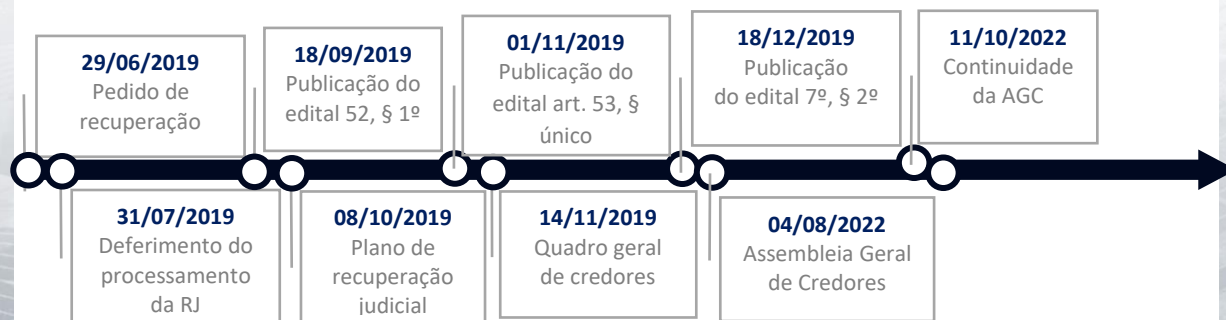 29/06/2019
Pedido de
recuperação
31/07/2019
Deferimento do
processamento
da RJ
18/09/2019
Publicação do
edital 52, § 1º
08/10/2019
Plano de
recuperação
judicial
01/11/2019
Publicação do
edital art. 53, §
único
14/11/2019
Quadro geral
de credores
18/12/2019
Publicação
do edital 7º, § 2º
04/08/2022
Assembleia Geral
de Credores
11/10/2022
Continuidade
da AGC